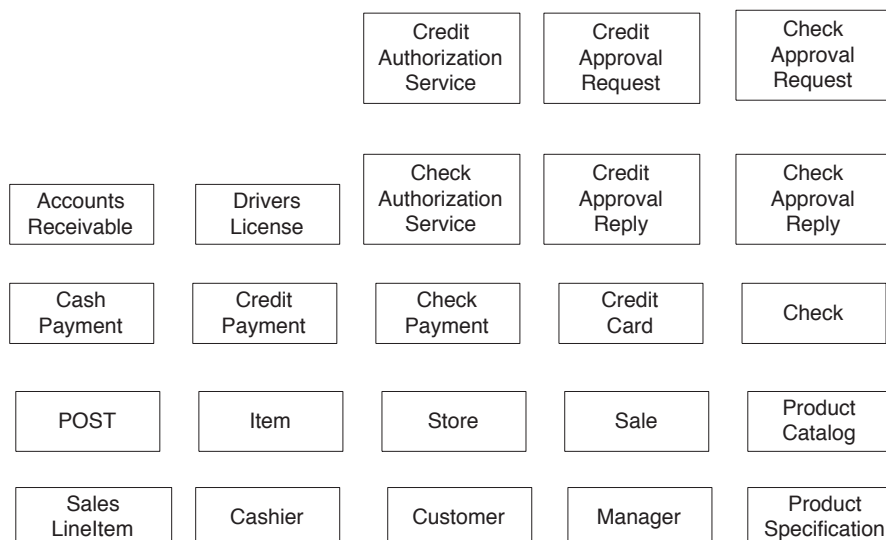 Credit
Authorization
Service
Credit
Approval
Request
Check
Approval
Request
Accounts
Receivable
Drivers
License
Check
Authorization
Service
Credit
Approval
Reply
Check
Approval
Reply
Cash
Payment
Credit
Payment
Check
Payment
Credit
Card
Check
POST
Item
Store
Sale
Product
Catalog
Sales
LineItem
Cashier
Customer
Manager
Product
Specification